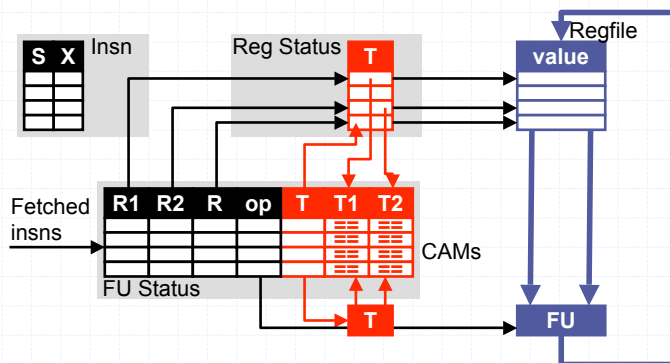 Insn
S X
Reg Status
T
Regfile
value
Fetched
insns
R1 R2 R op T T1 T2
== ==
== ==
== ==
== ==
CAMs
FU Status
T
FU